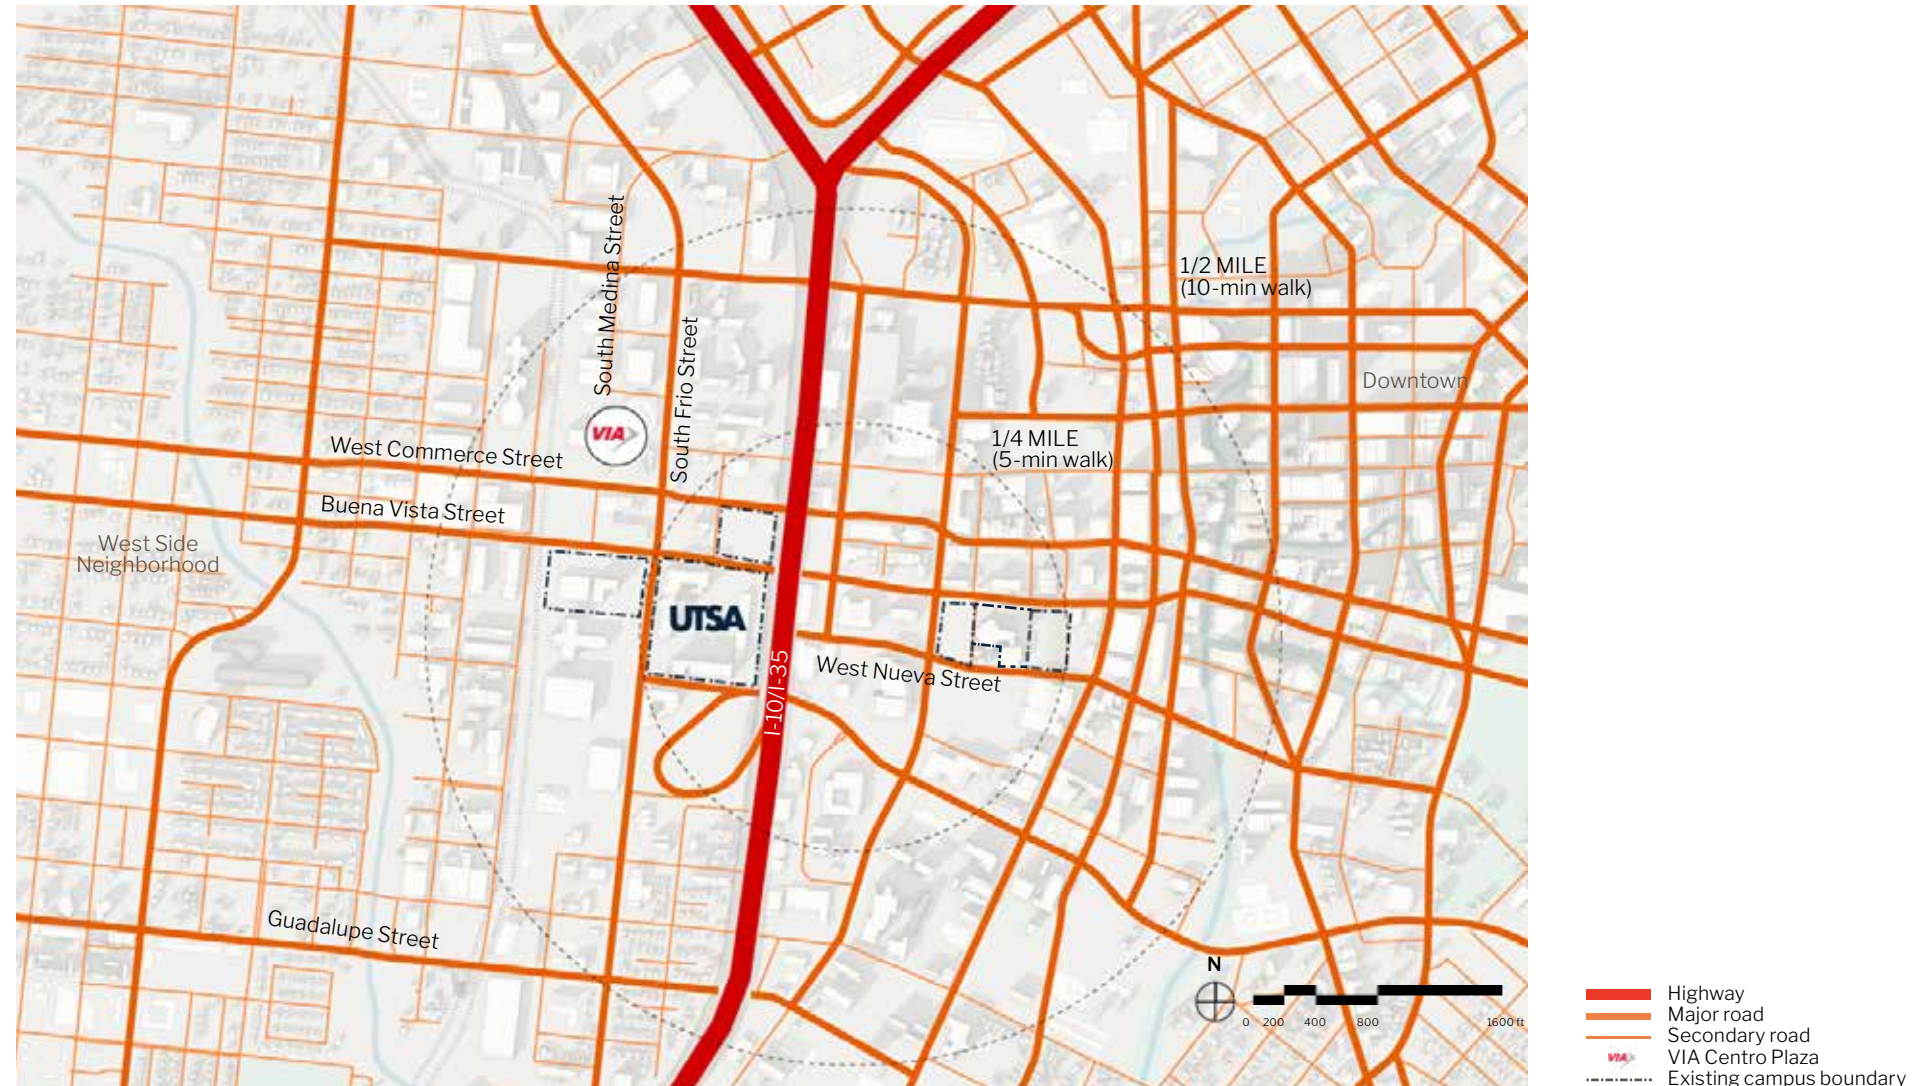 South Medina Street
1/2 MILE
(10-min walk)
South Frio Street
Downtown
VIA
West Commerce Street
1/4 MILE
(5-min walk)
Buena Vista Street
West Side
Neighborhood
UTSA
West Nueva Street
I-10/I-35
Guadalupe Street
N
0 200 400 800 1600 ft
Highway
Major road
Secondary road
VIA VIA Centro Plaza
Existing campus boundary